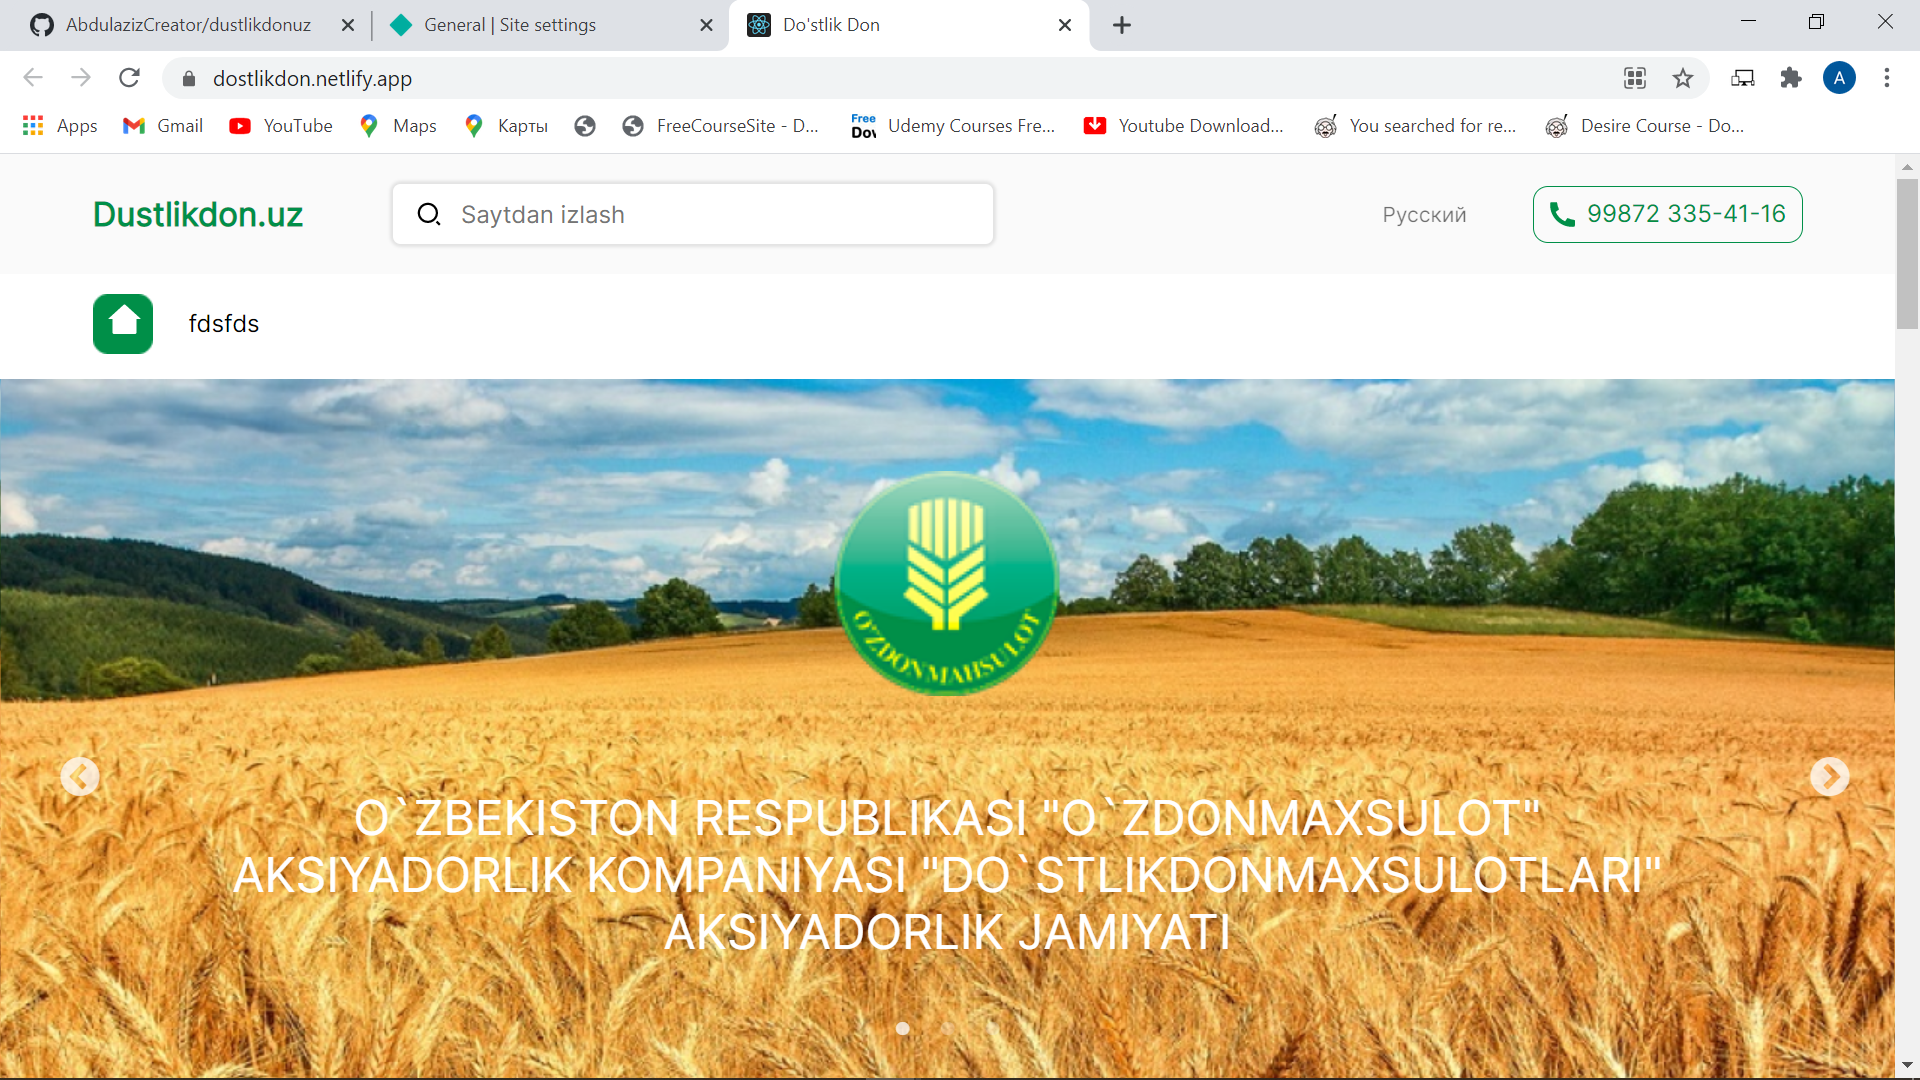 AbdulazizCreator/dustlikdonuz
General | Site settings
Do'stlik Don
dostlikdon.netlify.app
A
Apps
Gmail
YouTube
Maps
Карты
FreeCourseSite - D...
Free Dov
Udemy Courses Fre...
Youtube Download...
You searched for re...
Desire Course - Do...
Dustlikdon.uz
Saytdan izlash
Русский
99872 335-41-16
fdsfds
O'ZDONMAHSULOT
O`ZBEKISTON RESPUBLIKASI "O`ZDONMAXSULOT"
AKSIYADORLIK KOMPANIYASI "DO`STLIKDONMAXSULOTLARI"
AKSIYADORLIK JAMIYATI